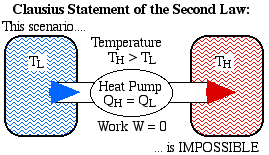 Clausius Statement of the Second Law:
This scenario....
Temperature
T_H > T_L
T_L
T_H
Heat Pump
Q_H = Q_L
Work W = 0
... is IMPOSSIBLE